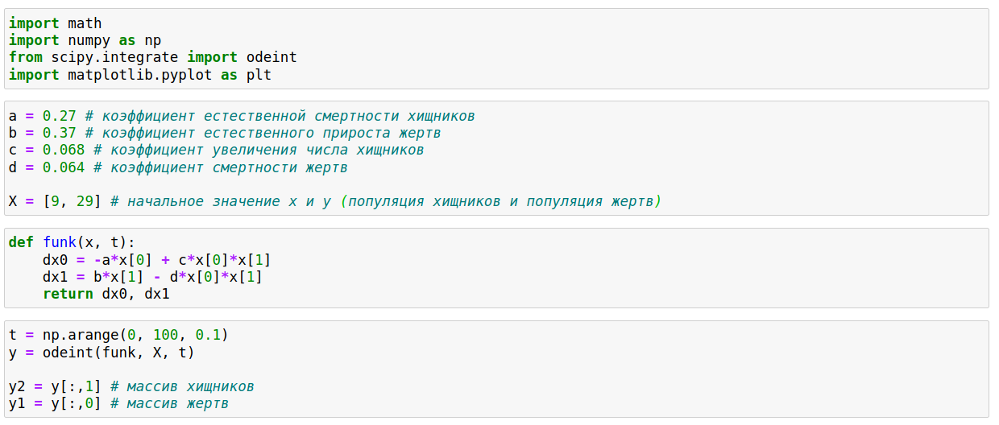 import math
import numpy as np
from scipy.integrate import odeint
import matplotlib.pyplot as plt
a = 0.27 # коэффициент естественной смертности хищников
b = 0.37 # коэффициент естественного прироста жертв
c = 0.068 # коэффициент увеличения числа хищников
d = 0.064 # коэффициент смертности жертв
X = [9, 29] # начальное значение x и y (популяция хищников и популяция жертв)
def funk(x, t):
    dx0 = -a*x[0] + c*x[0]*x[1]
    dx1 = b*x[1] - d*x[0]*x[1]
    return dx0, dx1
t = np.arange(0, 100, 0.1)
y = odeint(funk, X, t)
y2 = y[:,1] # массив хищников
y1 = y[:,0] # массив жертв